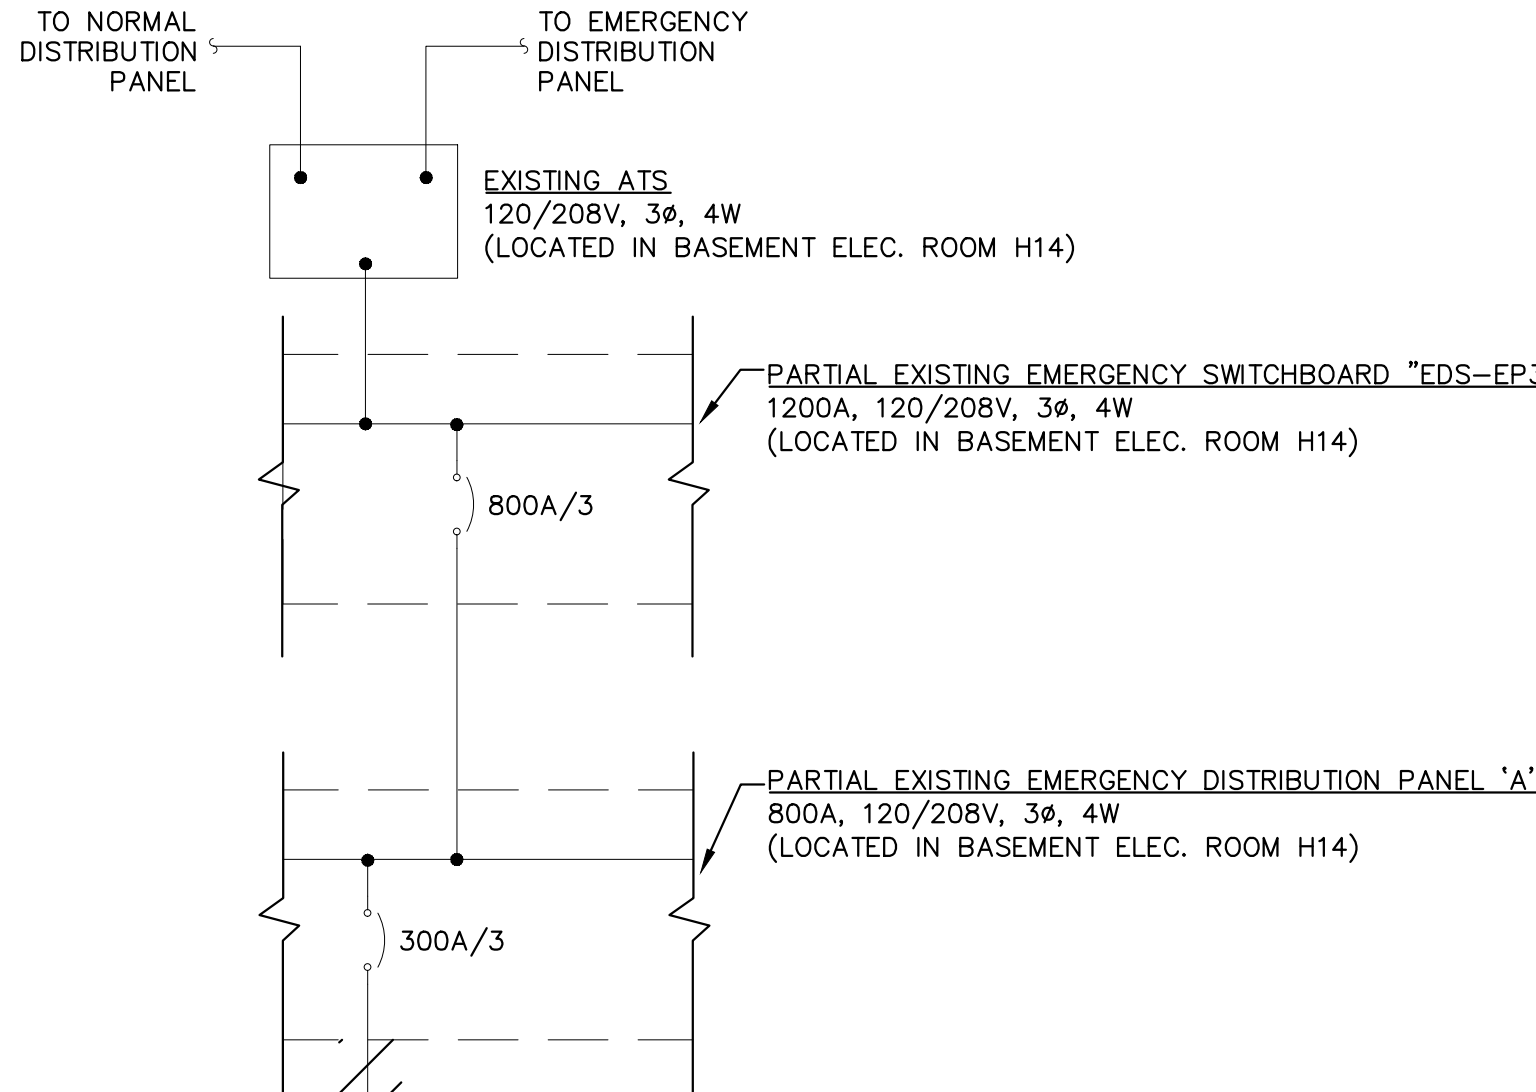 TO NORMAL
DISTRIBUTION
PANEL
TO EMERGENCY
DISTRIBUTION
PANEL
EXISTING ATS
120/208V, 3ø, 4W
(LOCATED IN BASEMENT ELEC. ROOM H14)
PARTIAL EXISTING EMERGENCY SWITCHBOARD "EDS-EP3
1200A, 120/208V, 3ø, 4W
(LOCATED IN BASEMENT ELEC. ROOM H14)
800A/3
PARTIAL EXISTING EMERGENCY DISTRIBUTION PANEL 'A'
800A, 120/208V, 3ø, 4W
(LOCATED IN BASEMENT ELEC. ROOM H14)
300A/3